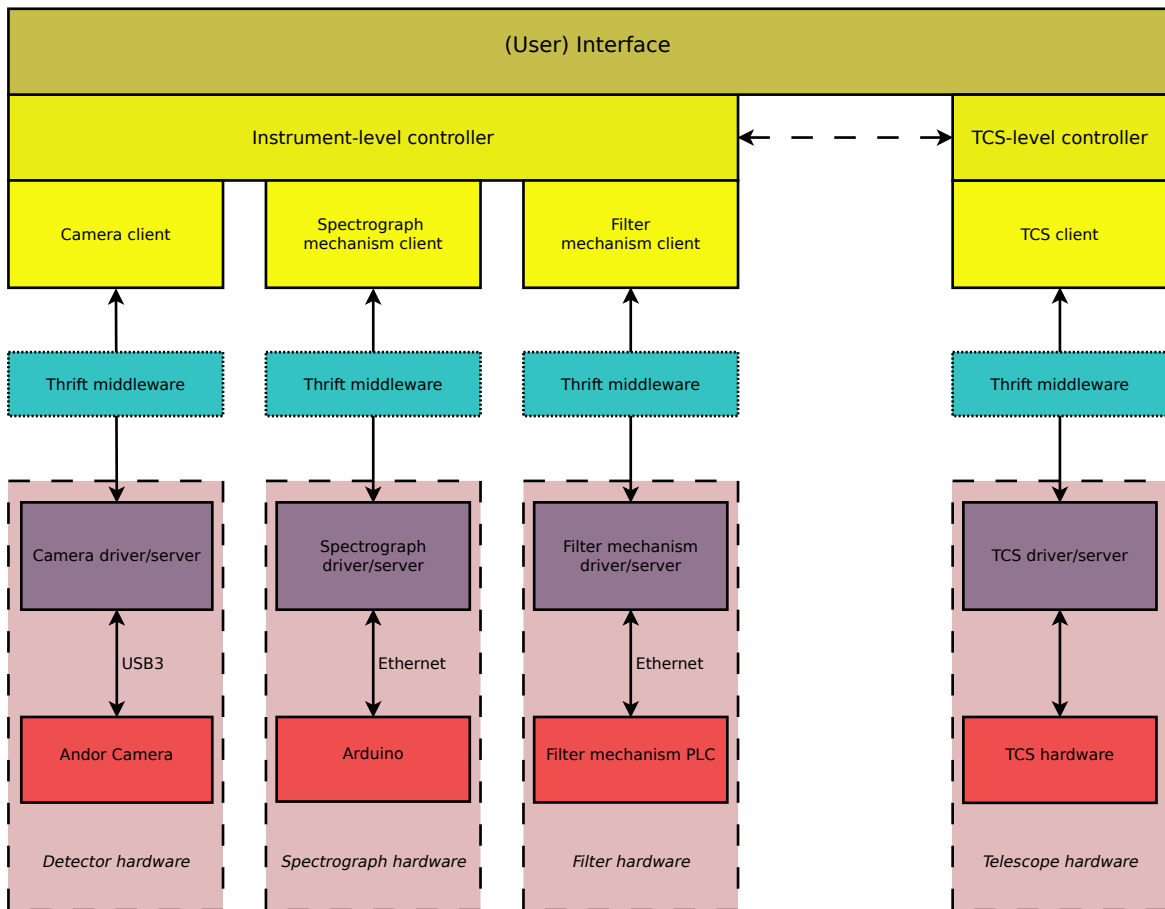 (User) Interface
Instrument-level controller
TCS-level controller
Camera client
Spectrograph
mechanism client
Filter
mechanism client
TCS client
Thrift middleware
Thrift middleware
Thrift middleware
Thrift middleware
Camera driver/server
Spectrograph
driver/server
Filter mechanism
driver/server
TCS driver/server
USB3
Ethernet
Ethernet
Andor Camera
Arduino
Filter mechanism PLC
TCS hardware
Detector hardware
Spectrograph hardware
Filter hardware
Telescope hardware